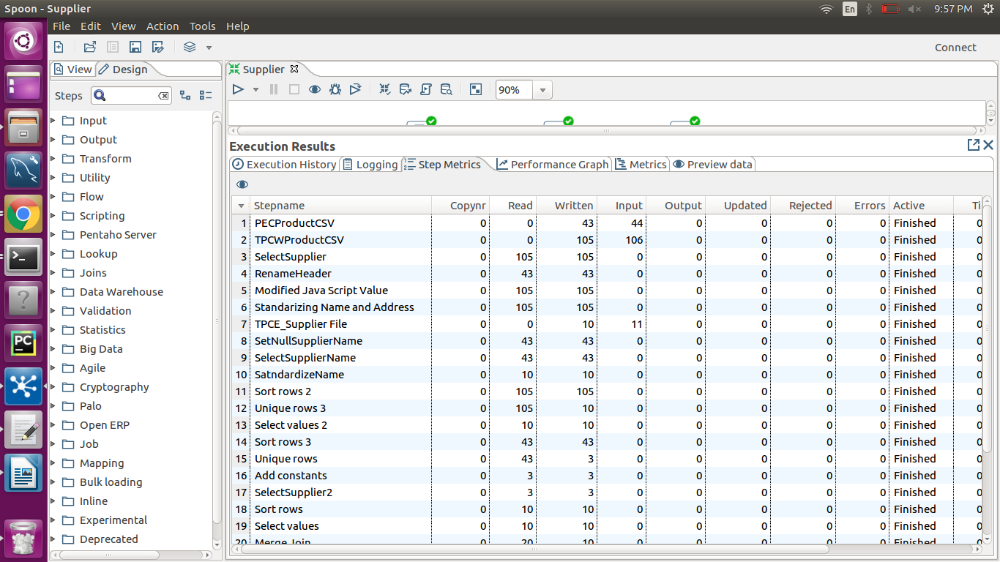 Spoon - Supplier
En
9:57 PM
File Edit View Action Tools Help
Connect
View Design
Supplier
Steps
90%
Input
Output
Transform
Utility
Flow
Scripting
Pentaho Server
Lookup
Joins
Data Warehouse
Validation
Statistics
Big Data
Agile
Cryptography
Palo
Open ERP
Job
Mapping
Bulk loading
Inline
Experimental
Deprecated
Execution Results
Execution History Logging Step Metrics Performance Graph Metrics Preview data
Stepname Copynr Read Written Input Output Updated Rejected Errors Active Ti
1 PECProductCSV 0 0 43 44 0 0 0 0 Finished 0
2 TPCWProductCSV 0 0 105 106 0 0 0 0 Finished 0
3 SelectSupplier 0 105 105 0 0 0 0 0 Finished 0
4 RenameHeader 0 43 43 0 0 0 0 0 Finished 0
5 Modified Java Script Value 0 105 105 0 0 0 0 0 Finished 0
6 Standarizing Name and Address 0 105 105 0 0 0 0 0 Finished 0
7 TPCE_Supplier File 0 0 10 11 0 0 0 0 Finished 0
8 SetNullSupplierName 0 43 43 0 0 0 0 0 Finished 0
9 SelectSupplierName 0 43 43 0 0 0 0 0 Finished 0
10 SatndardizeName 0 10 10 0 0 0 0 0 Finished 0
11 Sort rows 2 0 105 105 0 0 0 0 0 Finished 0
12 Unique rows 3 0 105 10 0 0 0 0 0 Finished 0
13 Select values 2 0 10 10 0 0 0 0 0 Finished 0
14 Sort rows 3 0 43 43 0 0 0 0 0 Finished 0
15 Unique rows 0 43 3 0 0 0 0 0 Finished 0
16 Add constants 0 3 3 0 0 0 0 0 Finished 0
17 SelectSupplier2 0 3 3 0 0 0 0 0 Finished 0
18 Sort rows 0 10 10 0 0 0 0 0 Finished 0
19 Select values 0 10 10 0 0 0 0 0 Finished 0
20 Merge Join 0 20 10 0 0 0 0 0 Finished 0
PC